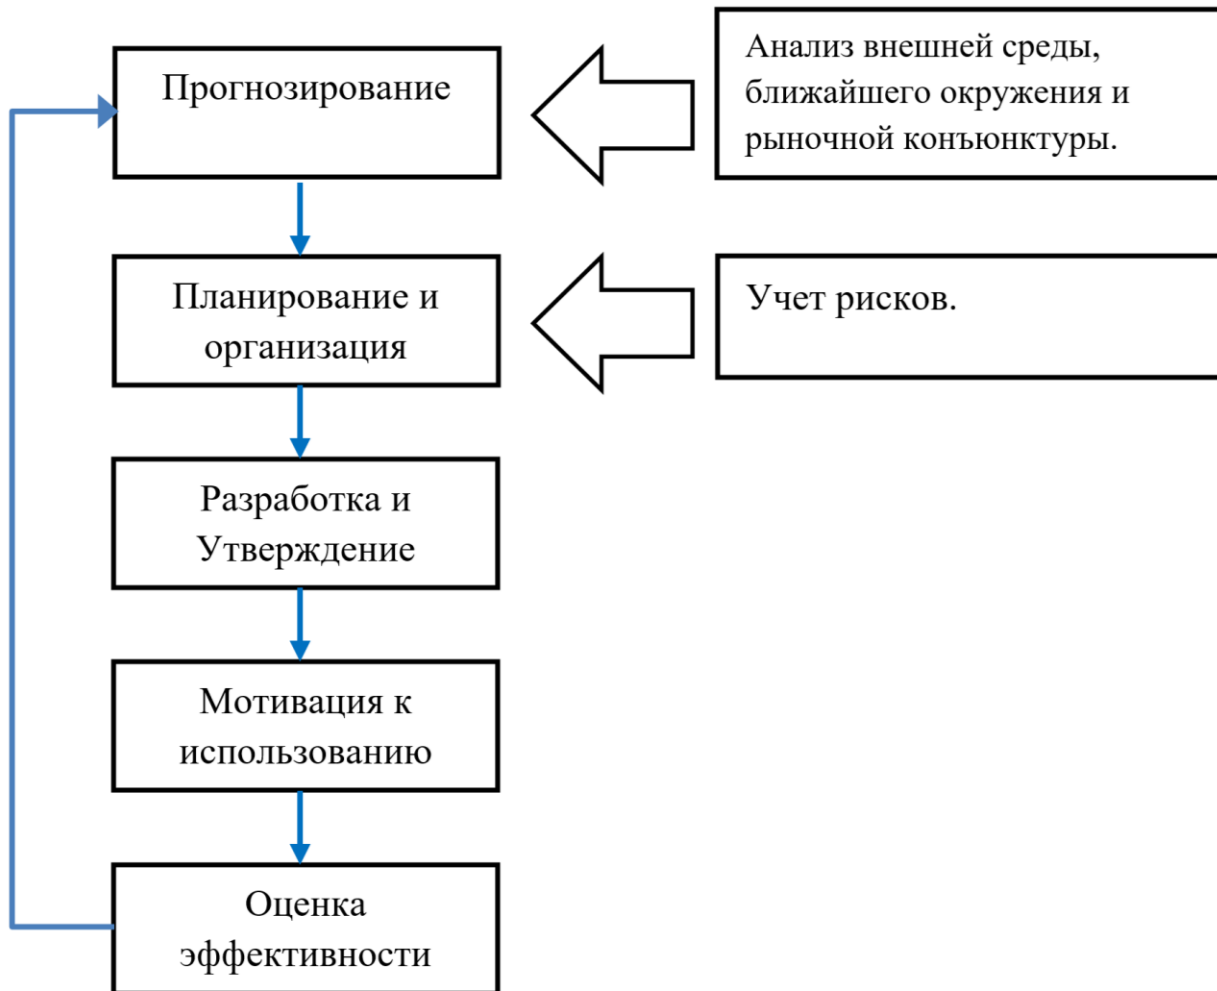 Прогнозирование
Анализ внешней среды,
ближайшего окружения и
рыночной конъюнктуры.
Планирование и
организация
Учет рисков.
Разработка и
Утверждение
Мотивация к
использованию
Оценка
эффективности